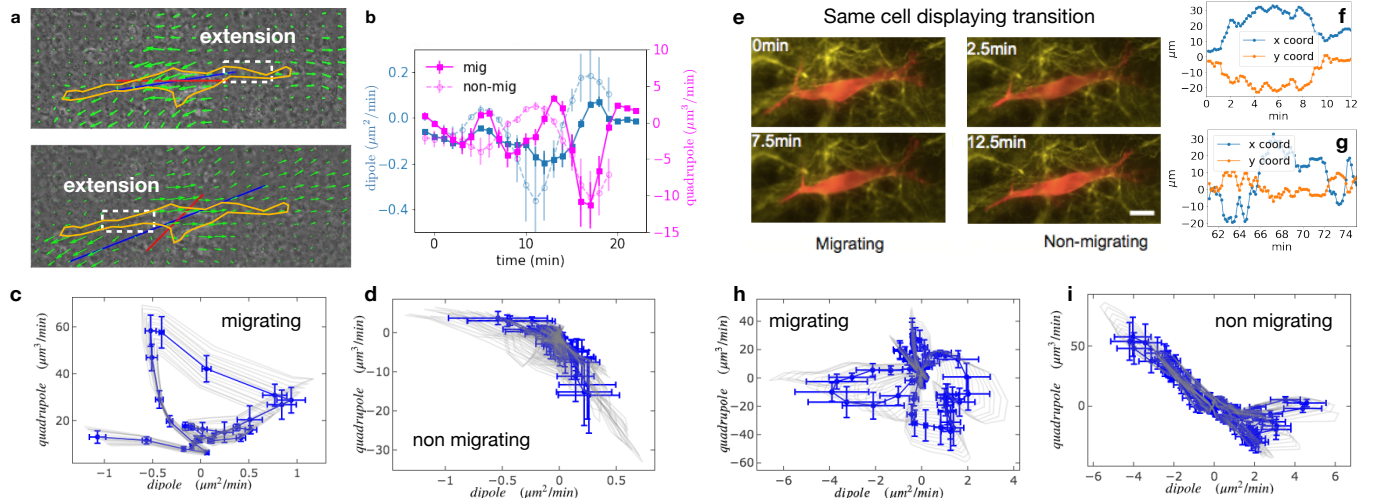 a
extension
extension
b
mig
non-mig
dipole (μm²/min)
quadrupole (μm³/min)
0.2
0.0
−0.2
−0.4
10
5
0
−5
−10
−15
0 10 20
time (min)
e Same cell displaying transition
0min
2.5min
7.5min
12.5min
Migrating
Non-migrating
f
30
20
10
0
−10
−20
μm
x coord
y coord
0 2 4 6 8 10 12
min
g
30
20
10
0
−10
20
μm
x coord
y coord
62 64 66 68 70 72 74
min
c
migrating
quadrupole (μm³/min)
60
40
20
−1.0 −0.5 0.0 0.5 1.0
dipole (μm²/min)
d
non migrating
quadrupole (μm³/min)
0
−10
−20
−30
−1.0 −0.5 0.0 0.5
dipole (μm²/min)
h
migrating
quadrupole (μm³/min)
40
20
0
−20
−40
−60
−6 −4 −2 0 2 4
dipole (μm²/min)
i
non migrating
quadrupole (μm³/min)
50
0
−6 −4 −2 0 2 4 6
dipole (μm²/min)